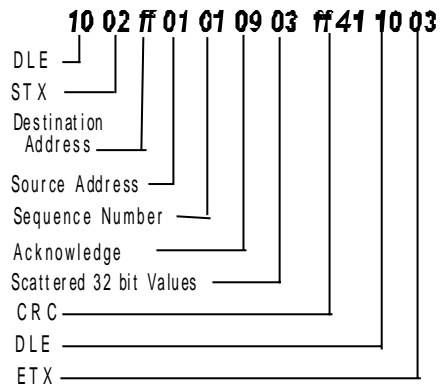 10 02 ff 01 01 09 03 ff 41 10 03
DLE
STX
Destination
Address
Source Address
Sequence Number
Acknowledge
Scattered 32 bit Values
CRC
DLE
ETX